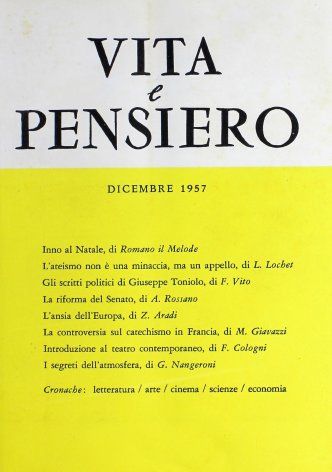 VITA
e
PENSIERO
DICEMBRE 1957
Inno al Natale, di Romano il Melode
L'ateismo non è una minaccia, ma un appello, di L. Lochet
Gli scritti politici di Giuseppe Toniolo, di F. Vito
La riforma del Senato, di A. Rossano
L'ansia dell'Europa, di Z. Aradi
La controversia sul catechismo in Francia, di M. Giavazzi
Introduzione al teatro contemporaneo, di F. Cologni
I segreti dell'atmosfera, di G. Nangeroni
Cronache: letteratura / arte / cinema / scienze / economia